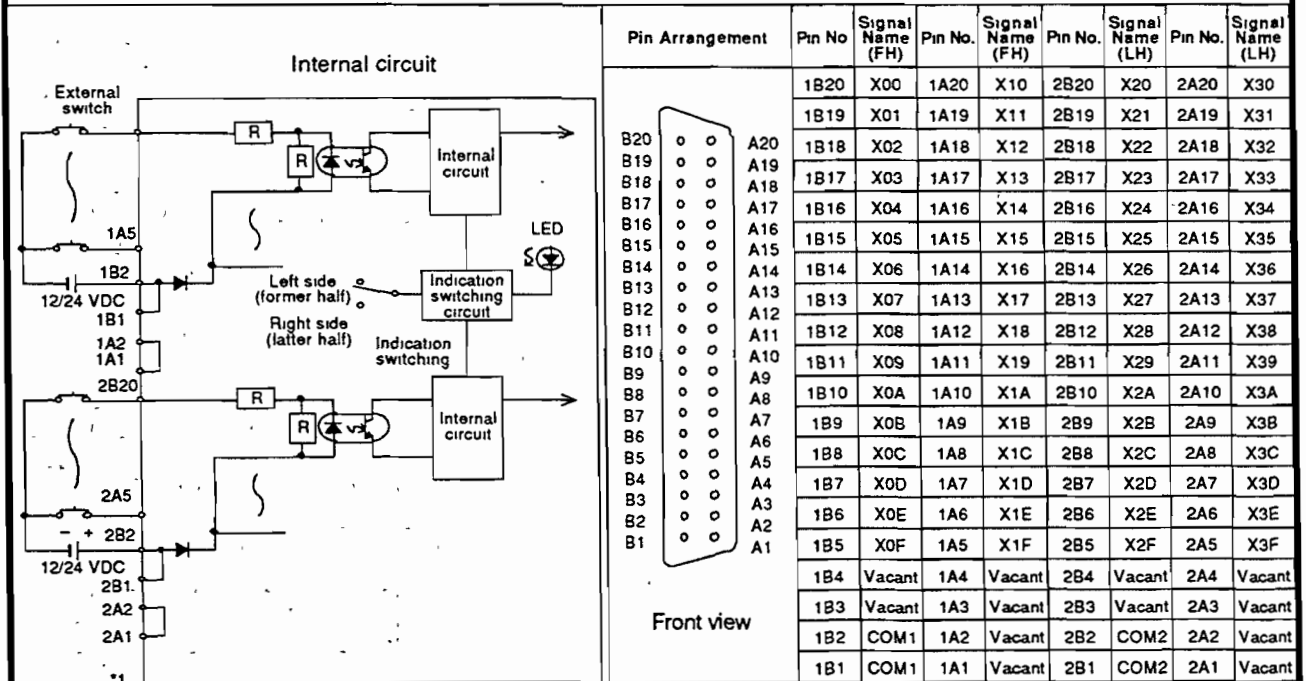 Internal circuit
External
switch
R
R
Internal
circuit
1A5
LED
1B2
12/24 VDC
Left side
(former half)
Indication
switching
circuit
1B1
Right side
(latter half)
1A2
1A1
Indication
switching
2B20
R
R
Internal
circuit
2A5
− + 2B2
12/24 VDC
2B1
2A2
2A1
*1
Pin Arrangement
B20 A20
B19 A19
B18 A18
B17 A17
B16 A16
B15 A15
B14 A14
B13 A13
B12 A12
B11 A11
B10 A10
B9 A9
B8 A8
B7 A7
B6 A6
B5 A5
B4 A4
B3 A3
B2 A2
B1 A1
Front view
Pin No Signal Name (FH) Pin No. Signal Name (FH) Pin No. Signal Name (LH) Pin No. Signal Name (LH)
1B20 X00 1A20 X10 2B20 X20 2A20 X30
1B19 X01 1A19 X11 2B19 X21 2A19 X31
1B18 X02 1A18 X12 2B18 X22 2A18 X32
1B17 X03 1A17 X13 2B17 X23 2A17 X33
1B16 X04 1A16 X14 2B16 X24 2A16 X34
1B15 X05 1A15 X15 2B15 X25 2A15 X35
1B14 X06 1A14 X16 2B14 X26 2A14 X36
1B13 X07 1A13 X17 2B13 X27 2A13 X37
1B12 X08 1A12 X18 2B12 X28 2A12 X38
1B11 X09 1A11 X19 2B11 X29 2A11 X39
1B10 X0A 1A10 X1A 2B10 X2A 2A10 X3A
1B9 X0B 1A9 X1B 2B9 X2B 2A9 X3B
1B8 X0C 1A8 X1C 2B8 X2C 2A8 X3C
1B7 X0D 1A7 X1D 2B7 X2D 2A7 X3D
1B6 X0E 1A6 X1E 2B6 X2E 2A6 X3E
1B5 X0F 1A5 X1F 2B5 X2F 2A5 X3F
1B4 Vacant 1A4 Vacant 2B4 Vacant 2A4 Vacant
1B3 Vacant 1A3 Vacant 2B3 Vacant 2A3 Vacant
1B2 COM1 1A2 Vacant 2B2 COM2 2A2 Vacant
1B1 COM1 1A1 Vacant 2B1 COM2 2A1 Vacant